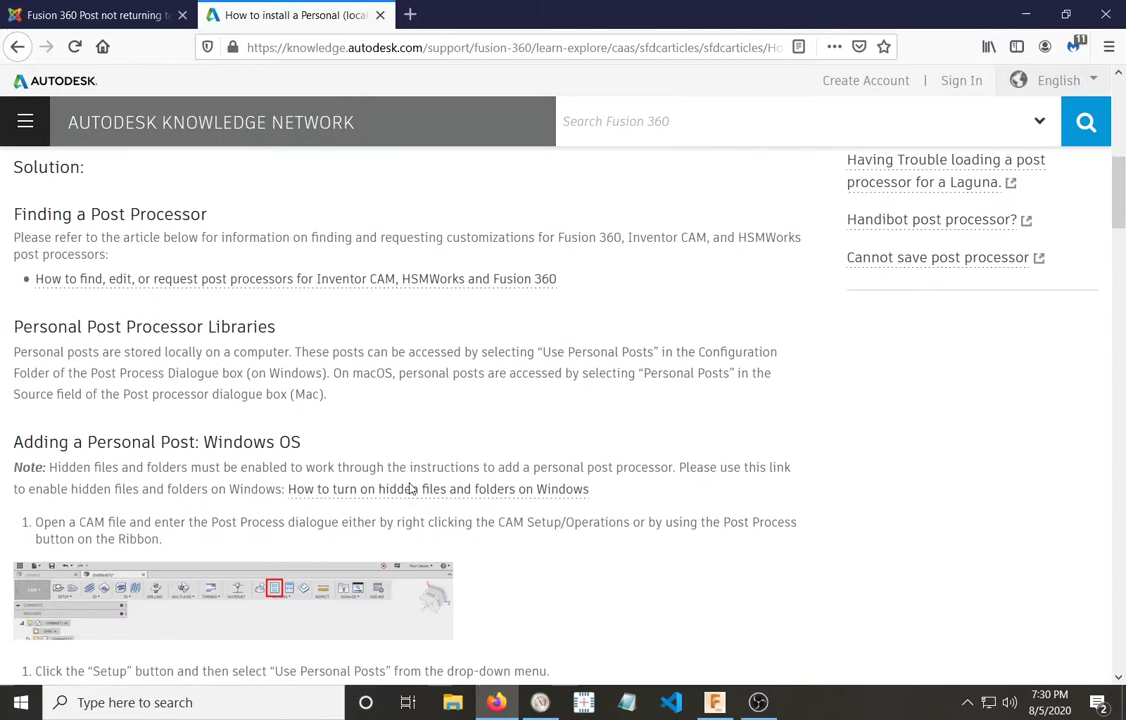 Fusion 360 Post not returning to
How to install a Personal (loca
https://knowledge.autodesk.com/support/fusion-360/learn-explore/caas/sfdcarticles/sfdcarticles/Ho
11
AUTODESK.
Create Account | Sign In
English
AUTODESK KNOWLEDGE NETWORK
Search Fusion 360
Solution:
Finding a Post Processor
Please refer to the article below for information on finding and requesting customizations for Fusion 360, Inventor CAM, and HSMWorks
post processors:
• How to find, edit, or request post processors for Inventor CAM, HSMWorks and Fusion 360
Personal Post Processor Libraries
Personal posts are stored locally on a computer. These posts can be accessed by selecting “Use Personal Posts” in the Configuration
Folder of the Post Process Dialogue box (on Windows). On macOS, personal posts are accessed by selecting “Personal Posts” in the
Source field of the Post processor dialogue box (Mac).
Adding a Personal Post: Windows OS
Note: Hidden files and folders must be enabled to work through the instructions to add a personal post processor. Please use this link
to enable hidden files and folders on Windows: How to turn on hidden files and folders on Windows
1. Open a CAM file and enter the Post Process dialogue either by right clicking the CAM Setup/Operations or by using the Post Process
button on the Ribbon.
1. Click the “Setup” button and then select “Use Personal Posts” from the drop-down menu.
Having Trouble loading a post
processor for a Laguna.
Handibot post processor?
Cannot save post processor
Type here to search
7:30 PM
8/5/2020
2